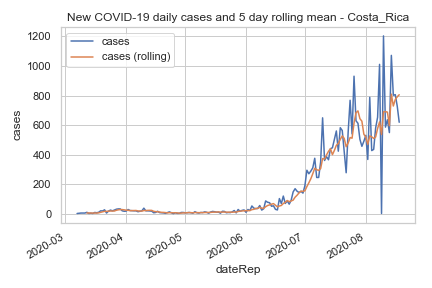 New COVID-19 daily cases and 5 day rolling mean - Costa_Rica
cases
cases (rolling)
1200
1000
800
600
400
200
0
cases
2020-03
2020-04
2020-05
2020-06
2020-07
2020-08
dateRep